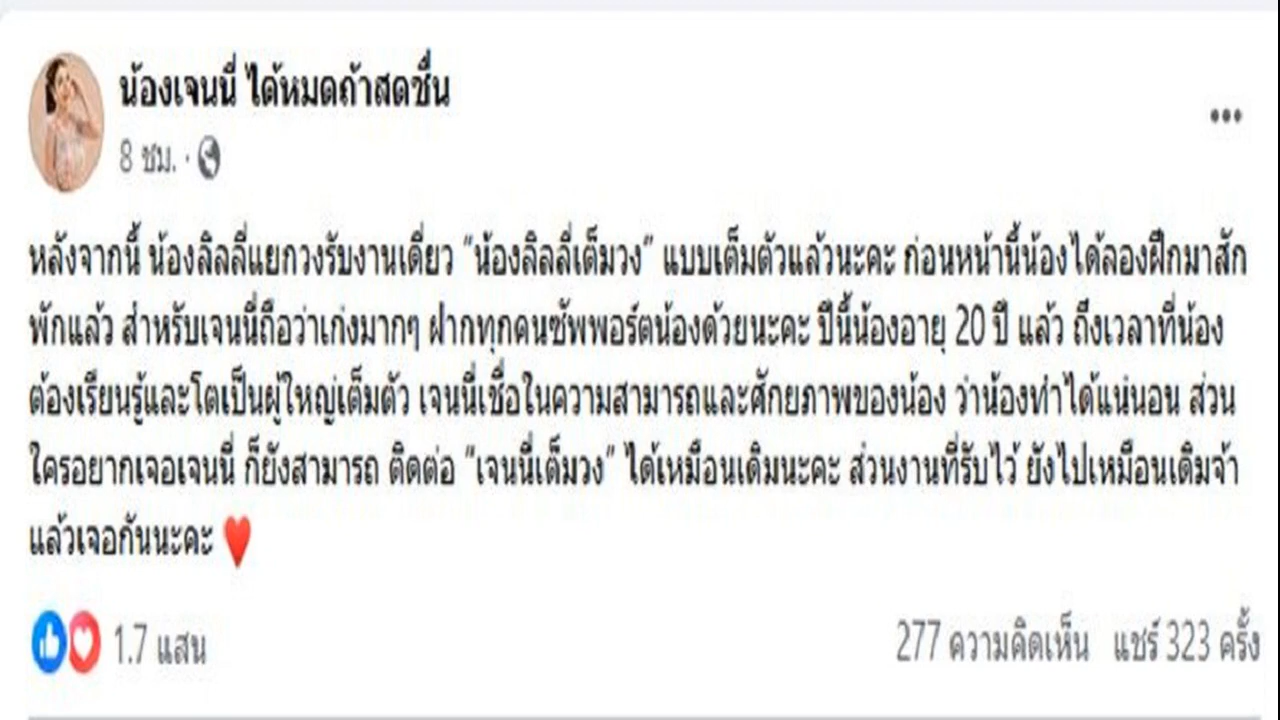 น้องเจนนี่ ได้หมดถ้าสดชื่น
8 ชม. ·
หลังจากนี้ น้องลิลลี่แยกวงรับงานเดี่ยว “น้องลิลลี่เต็มวง” แบบเต็มตัวแล้วนะคะ ก่อนหน้านี้น้องได้ลองฝึกมาสัก
พักแล้ว สำหรับเจนนี่ถือว่าเก่งมากๆ ฝากทุกคนซัพพอร์ตน้องด้วยนะคะ ปีนี้น้องอายุ 20 ปี แล้ว ถึงเวลาที่น้อง
ต้องเรียนรู้และโตเป็นผู้ใหญ่เต็มตัว เจนนี่เชื่อในความสามารถและศักยภาพของน้อง ว่าน้องทำได้แน่นอน ส่วน
ใครอยากเจอเจนนี่ ก็ยังสามารถ ติดต่อ “เจนนี่เต็มวง” ได้เหมือนเดิมนะคะ ส่วนงานที่รับไว้ ยังไปเหมือนเดิมจ้า
แล้วเจอกันนะคะ ♥
1.7 แสน 277 ความคิดเห็น แชร์ 323 ครั้ง